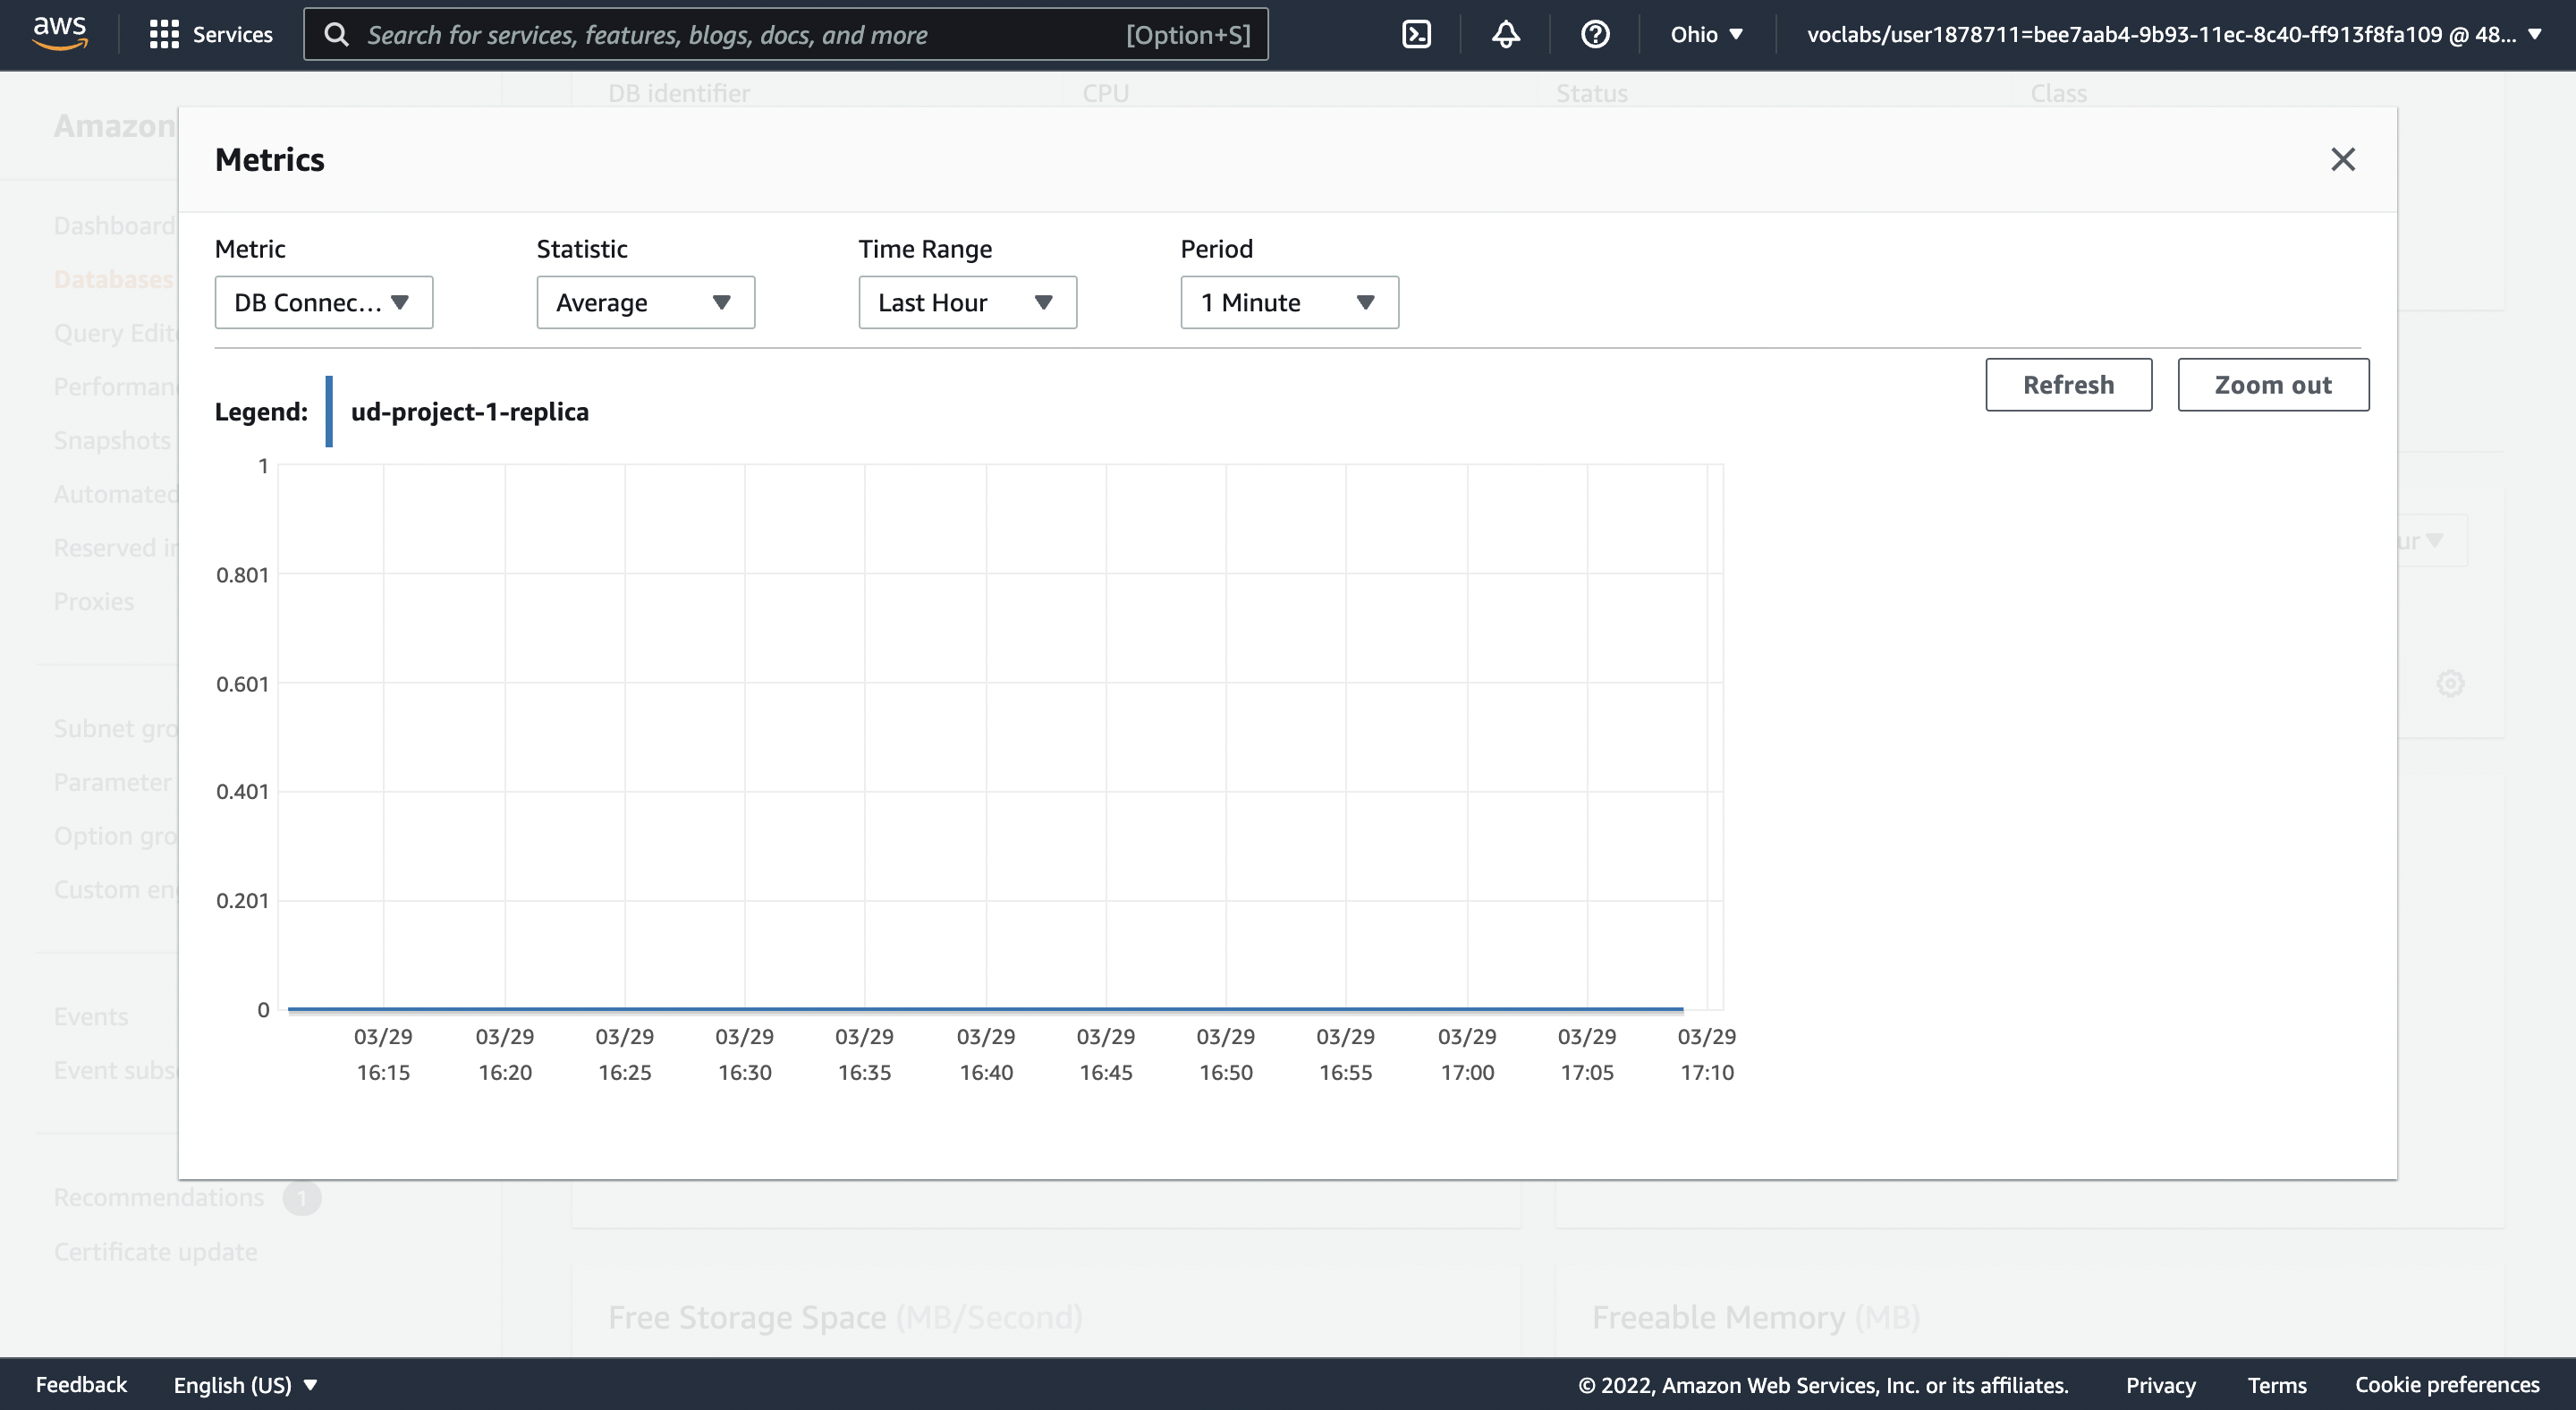 aws Services Search for services, features, blogs, docs, and more [Option+S] Ohio voclabs/user1878711=bee7aab4-9b93-11ec-8c40-ff913f8fa109 @ 48...
DB identifier CPU Status Class
Amazon
Metrics
Dashboard
Databases
Performan
Snapshots
Automated
Reserved
Proxies
Subnet
Parameter
Option
Custom
Events
Event
Recommendations 1
Certificate update
Metric Statistic Time Range Period
DB Connec... Average Last Hour 1 Minute
Refresh Zoom out
Legend: ud-project-1-replica
1
0.801
0.601
0.401
0.201
0
03/29 03/29 03/29 03/29 03/29 03/29 03/29 03/29 03/29 03/29 03/29 03/29
16:15 16:20 16:25 16:30 16:35 16:40 16:45 16:50 16:55 17:00 17:05 17:10
Free Storage Space (MB/Second) Freeable Memory (MB)
Feedback English (US) © 2022, Amazon Web Services, Inc. or its affiliates. Privacy Terms Cookie preferences